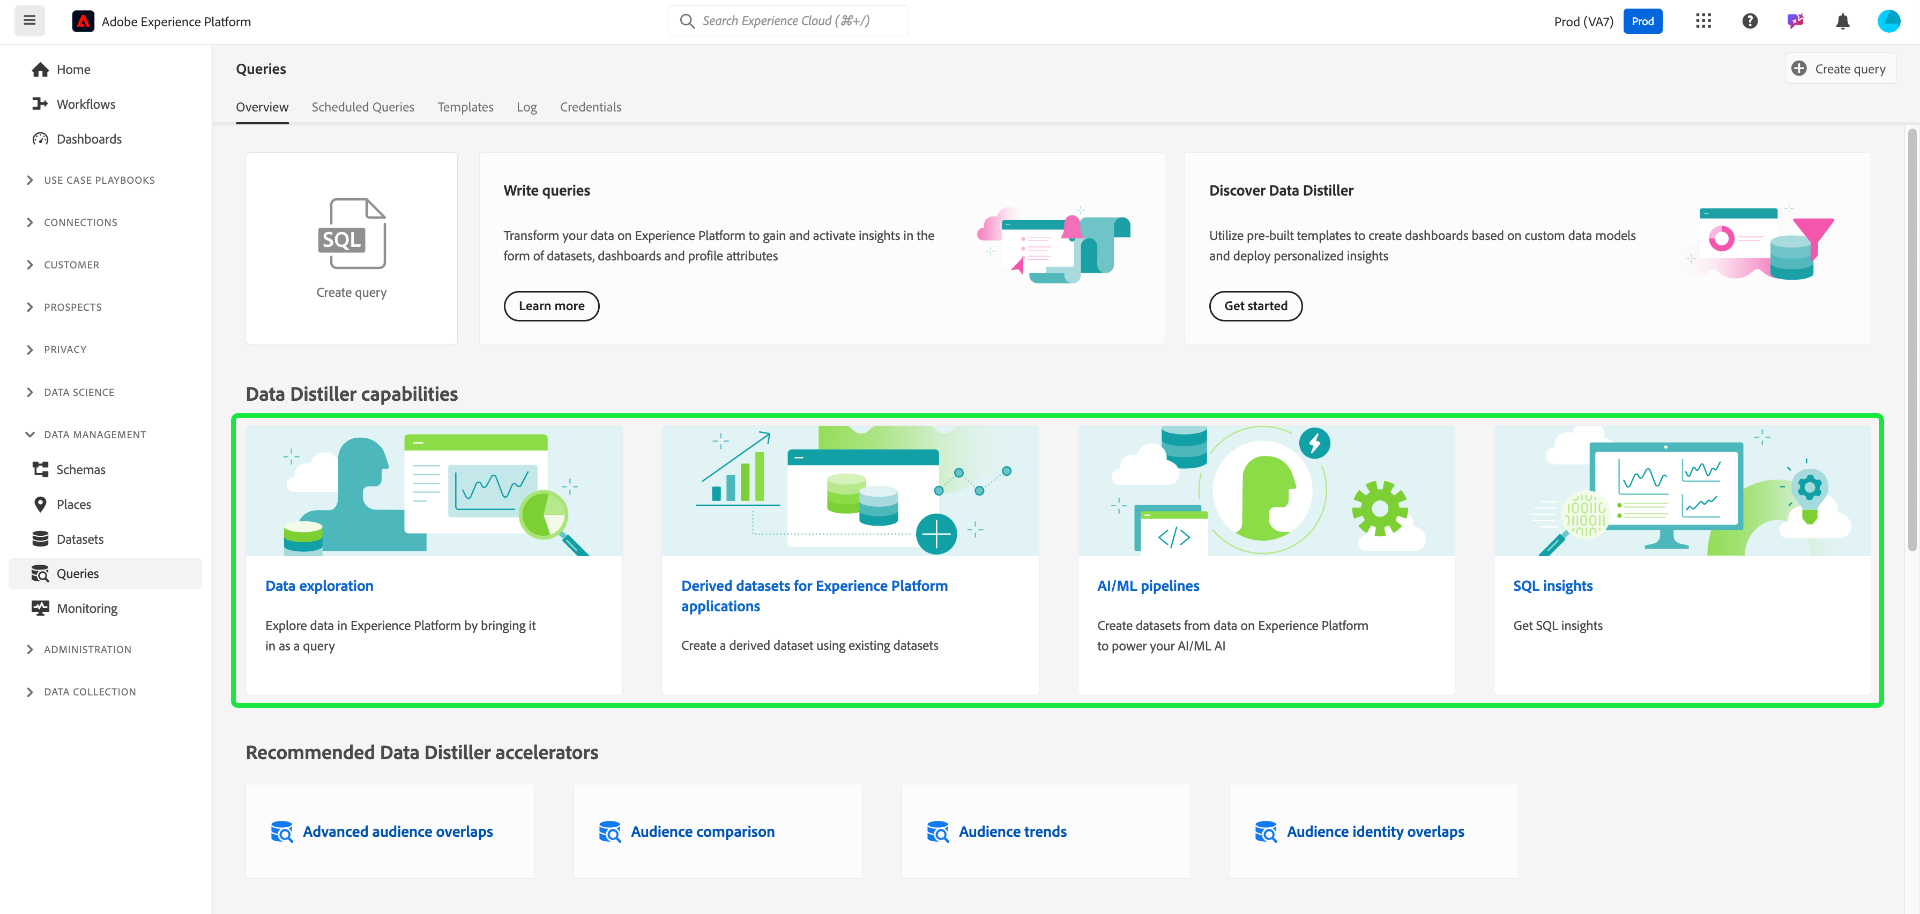 Adobe Experience Platform
Search Experience Cloud (⌘+/)
Prod (VA7)
Prod
Home
Workflows
Dashboards
USE CASE PLAYBOOKS
CONNECTIONS
CUSTOMER
PROSPECTS
PRIVACY
DATA SCIENCE
DATA MANAGEMENT
Schemas
Places
Datasets
Queries
Monitoring
ADMINISTRATION
DATA COLLECTION
Queries
Create query
Overview
Scheduled Queries
Templates
Log
Credentials
SQL
Create query
Write queries
Transform your data on Experience Platform to gain and activate insights in the
form of datasets, dashboards and profile attributes
Learn more
Discover Data Distiller
Utilize pre-built templates to create dashboards based on custom data models
and deploy personalized insights
Get started
Data Distiller capabilities
Data exploration
Explore data in Experience Platform by bringing it
in as a query
Derived datasets for Experience Platform
applications
Create a derived dataset using existing datasets
</>
AI/ML pipelines
Create datasets from data on Experience Platform
to power your AI/ML AI
SQL insights
Get SQL insights
Recommended Data Distiller accelerators
Advanced audience overlaps
Audience comparison
Audience trends
Audience identity overlaps